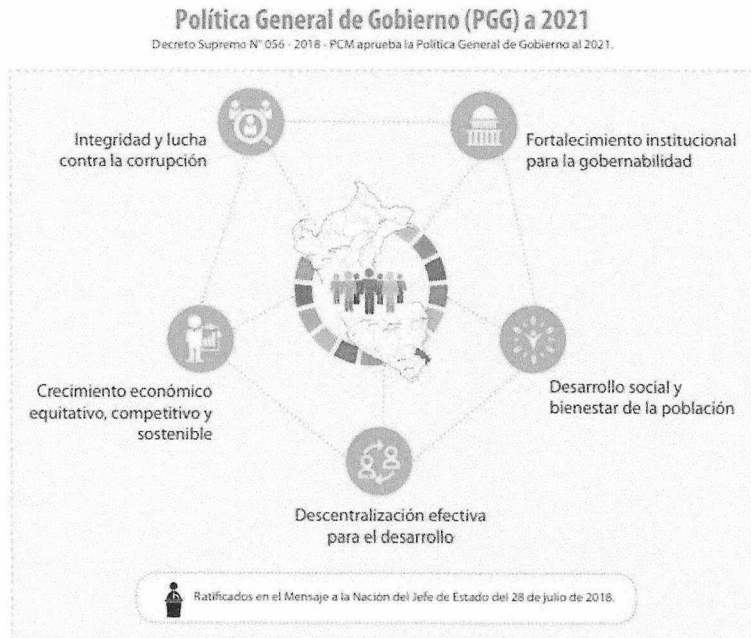 Política General de Gobierno (PGG) a 2021
Decreto Supremo N° 056 - 2018 - PCM aprueba la Política General de Gobierno al 2021.
Integridad y lucha
contra la corrupción
Fortalecimiento institucional
para la gobernabilidad
Crecimiento económico
equitativo, competitivo y
sostenible
Desarrollo social y
bienestar de la población
Descentralización efectiva
para el desarrollo
Ratificados en el Mensaje a la Nación del Jefe de Estado del 28 de julio de 2018.